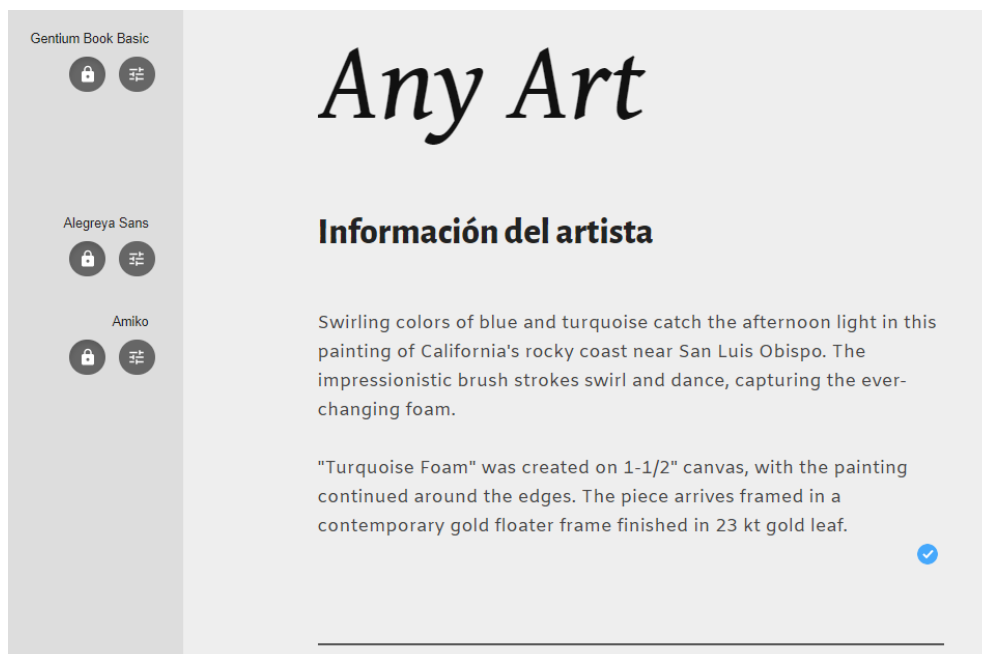 Gentium Book Basic
Any Art
Alegreya Sans
Información del artista
Amiko
Swirling colors of blue and turquoise catch the afternoon light in this
painting of California's rocky coast near San Luis Obispo. The
impressionistic brush strokes swirl and dance, capturing the ever-
changing foam.
"Turquoise Foam" was created on 1-1/2" canvas, with the painting
continued around the edges. The piece arrives framed in a
contemporary gold floater frame finished in 23 kt gold leaf.